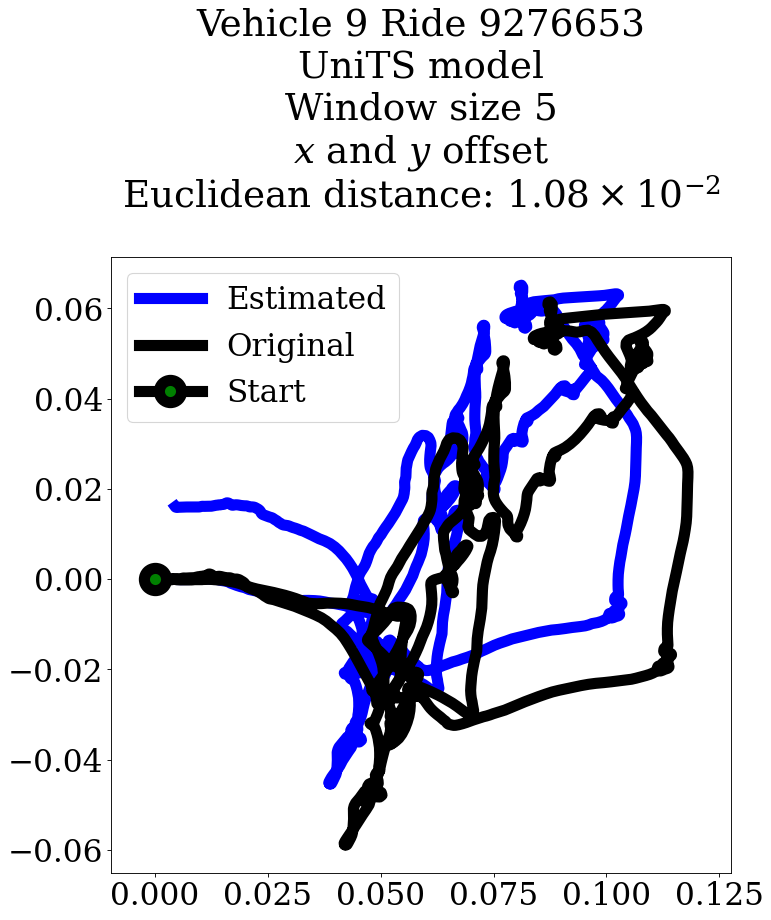 Vehicle 9 Ride 9276653
UniTS model
Window size 5
x and y offset
Euclidean distance: 1.08 × 10⁻²
Estimated
Original
Start
0.06
0.04
0.02
0.00
−0.02
−0.04
−0.06
0.000 0.025 0.050 0.075 0.100 0.125